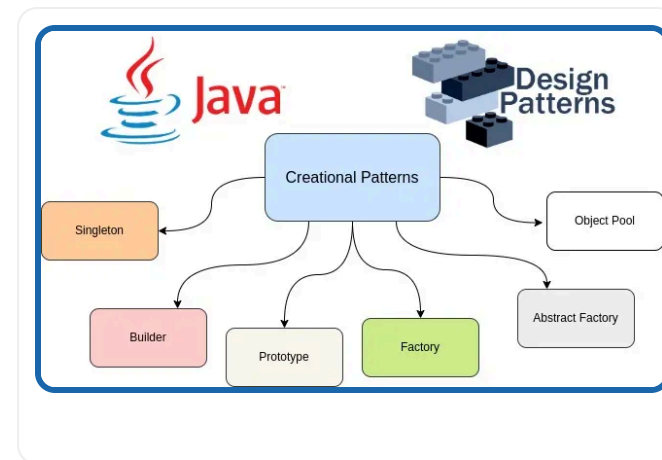 Java
Design
Patterns
Creational Patterns
Singleton
Object Pool
Builder
Prototype
Factory
Abstract Factory